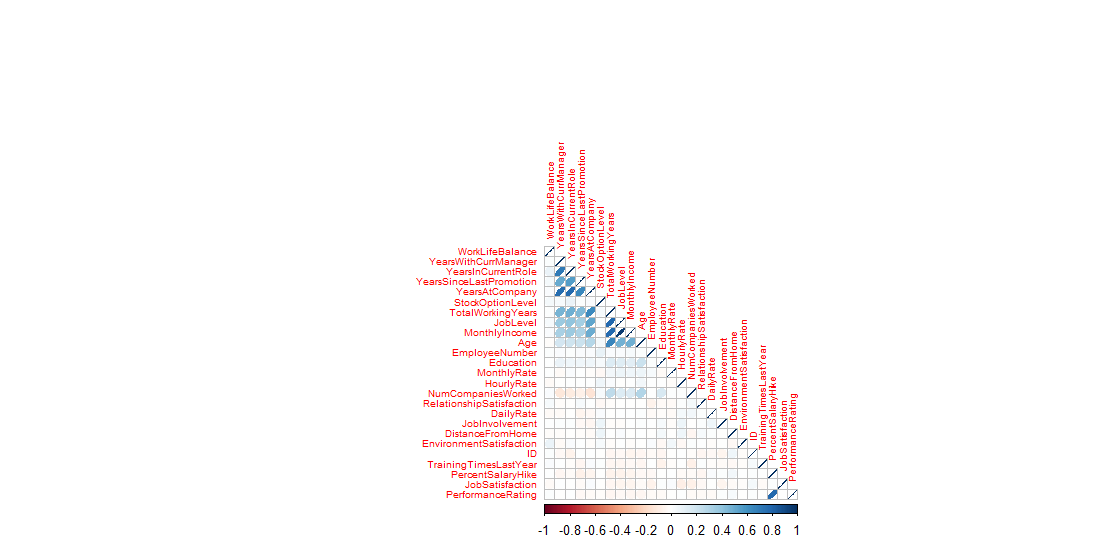 WorkLifeBalance
YearsWithCurrManager
YearsInCurrentRole
YearsSinceLastPromotion
YearsAtCompany
StockOptionLevel
TotalWorkingYears
JobLevel
MonthlyIncome
Age
EmployeeNumber
Education
MonthlyRate
HourlyRate
NumCompaniesWorked
RelationshipSatisfaction
DailyRate
JobInvolvement
DistanceFromHome
EnvironmentSatisfaction
ID
TrainingTimesLastYear
PercentSalaryHike
JobSatisfaction
PerformanceRating
WorkLifeBalance
YearsWithCurrManager
YearsInCurrentRole
YearsSinceLastPromotion
YearsAtCompany
StockOptionLevel
TotalWorkingYears
JobLevel
MonthlyIncome
Age
EmployeeNumber
Education
MonthlyRate
HourlyRate
NumCompaniesWorked
RelationshipSatisfaction
DailyRate
JobInvolvement
DistanceFromHome
EnvironmentSatisfaction
ID
TrainingTimesLastYear
PercentSalaryHike
JobSatisfaction
PerformanceRating
-1 -0.8 -0.6 -0.4 -0.2 0 0.2 0.4 0.6 0.8 1